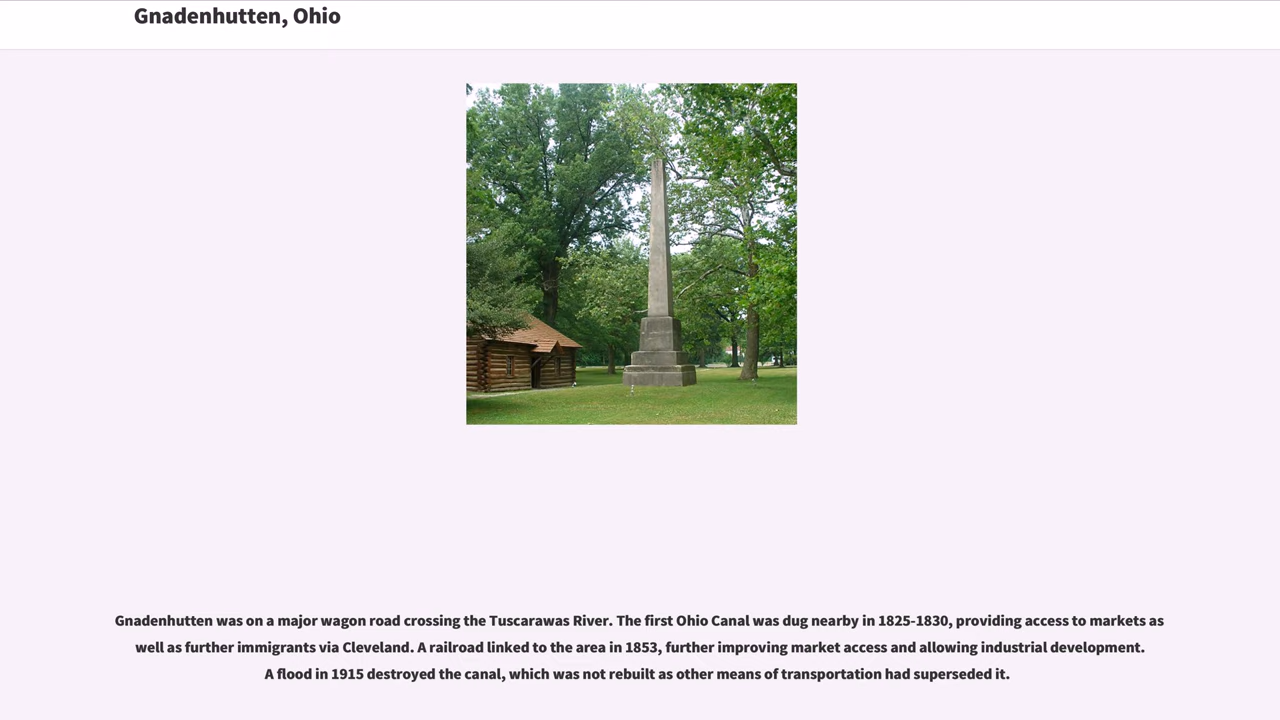 Gnadenhutten, Ohio
Gnadenhutten was on a major wagon road crossing the Tuscarawas River. The first Ohio Canal was dug nearby in 1825-1830, providing access to markets as
well as further immigrants via Cleveland. A railroad linked to the area in 1853, further improving market access and allowing industrial development.
A flood in 1915 destroyed the canal, which was not rebuilt as other means of transportation had superseded it.